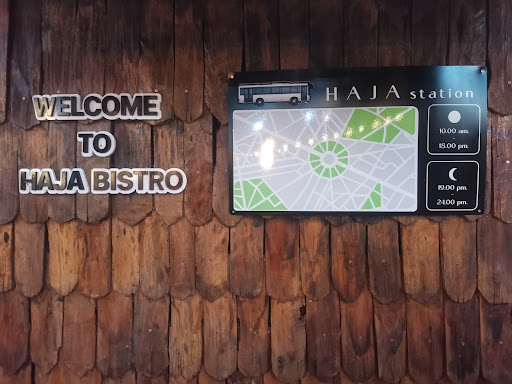 WELCOME
TO
HAJA BISTRO
HAJA station
10.00 am.
-
18.00 pm.
19.00 pm.
-
24.00 pm.